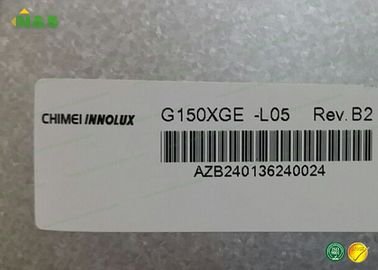 CHIMEI INNOLUX G150XGE -L05 Rev.B2
AZB240136240024